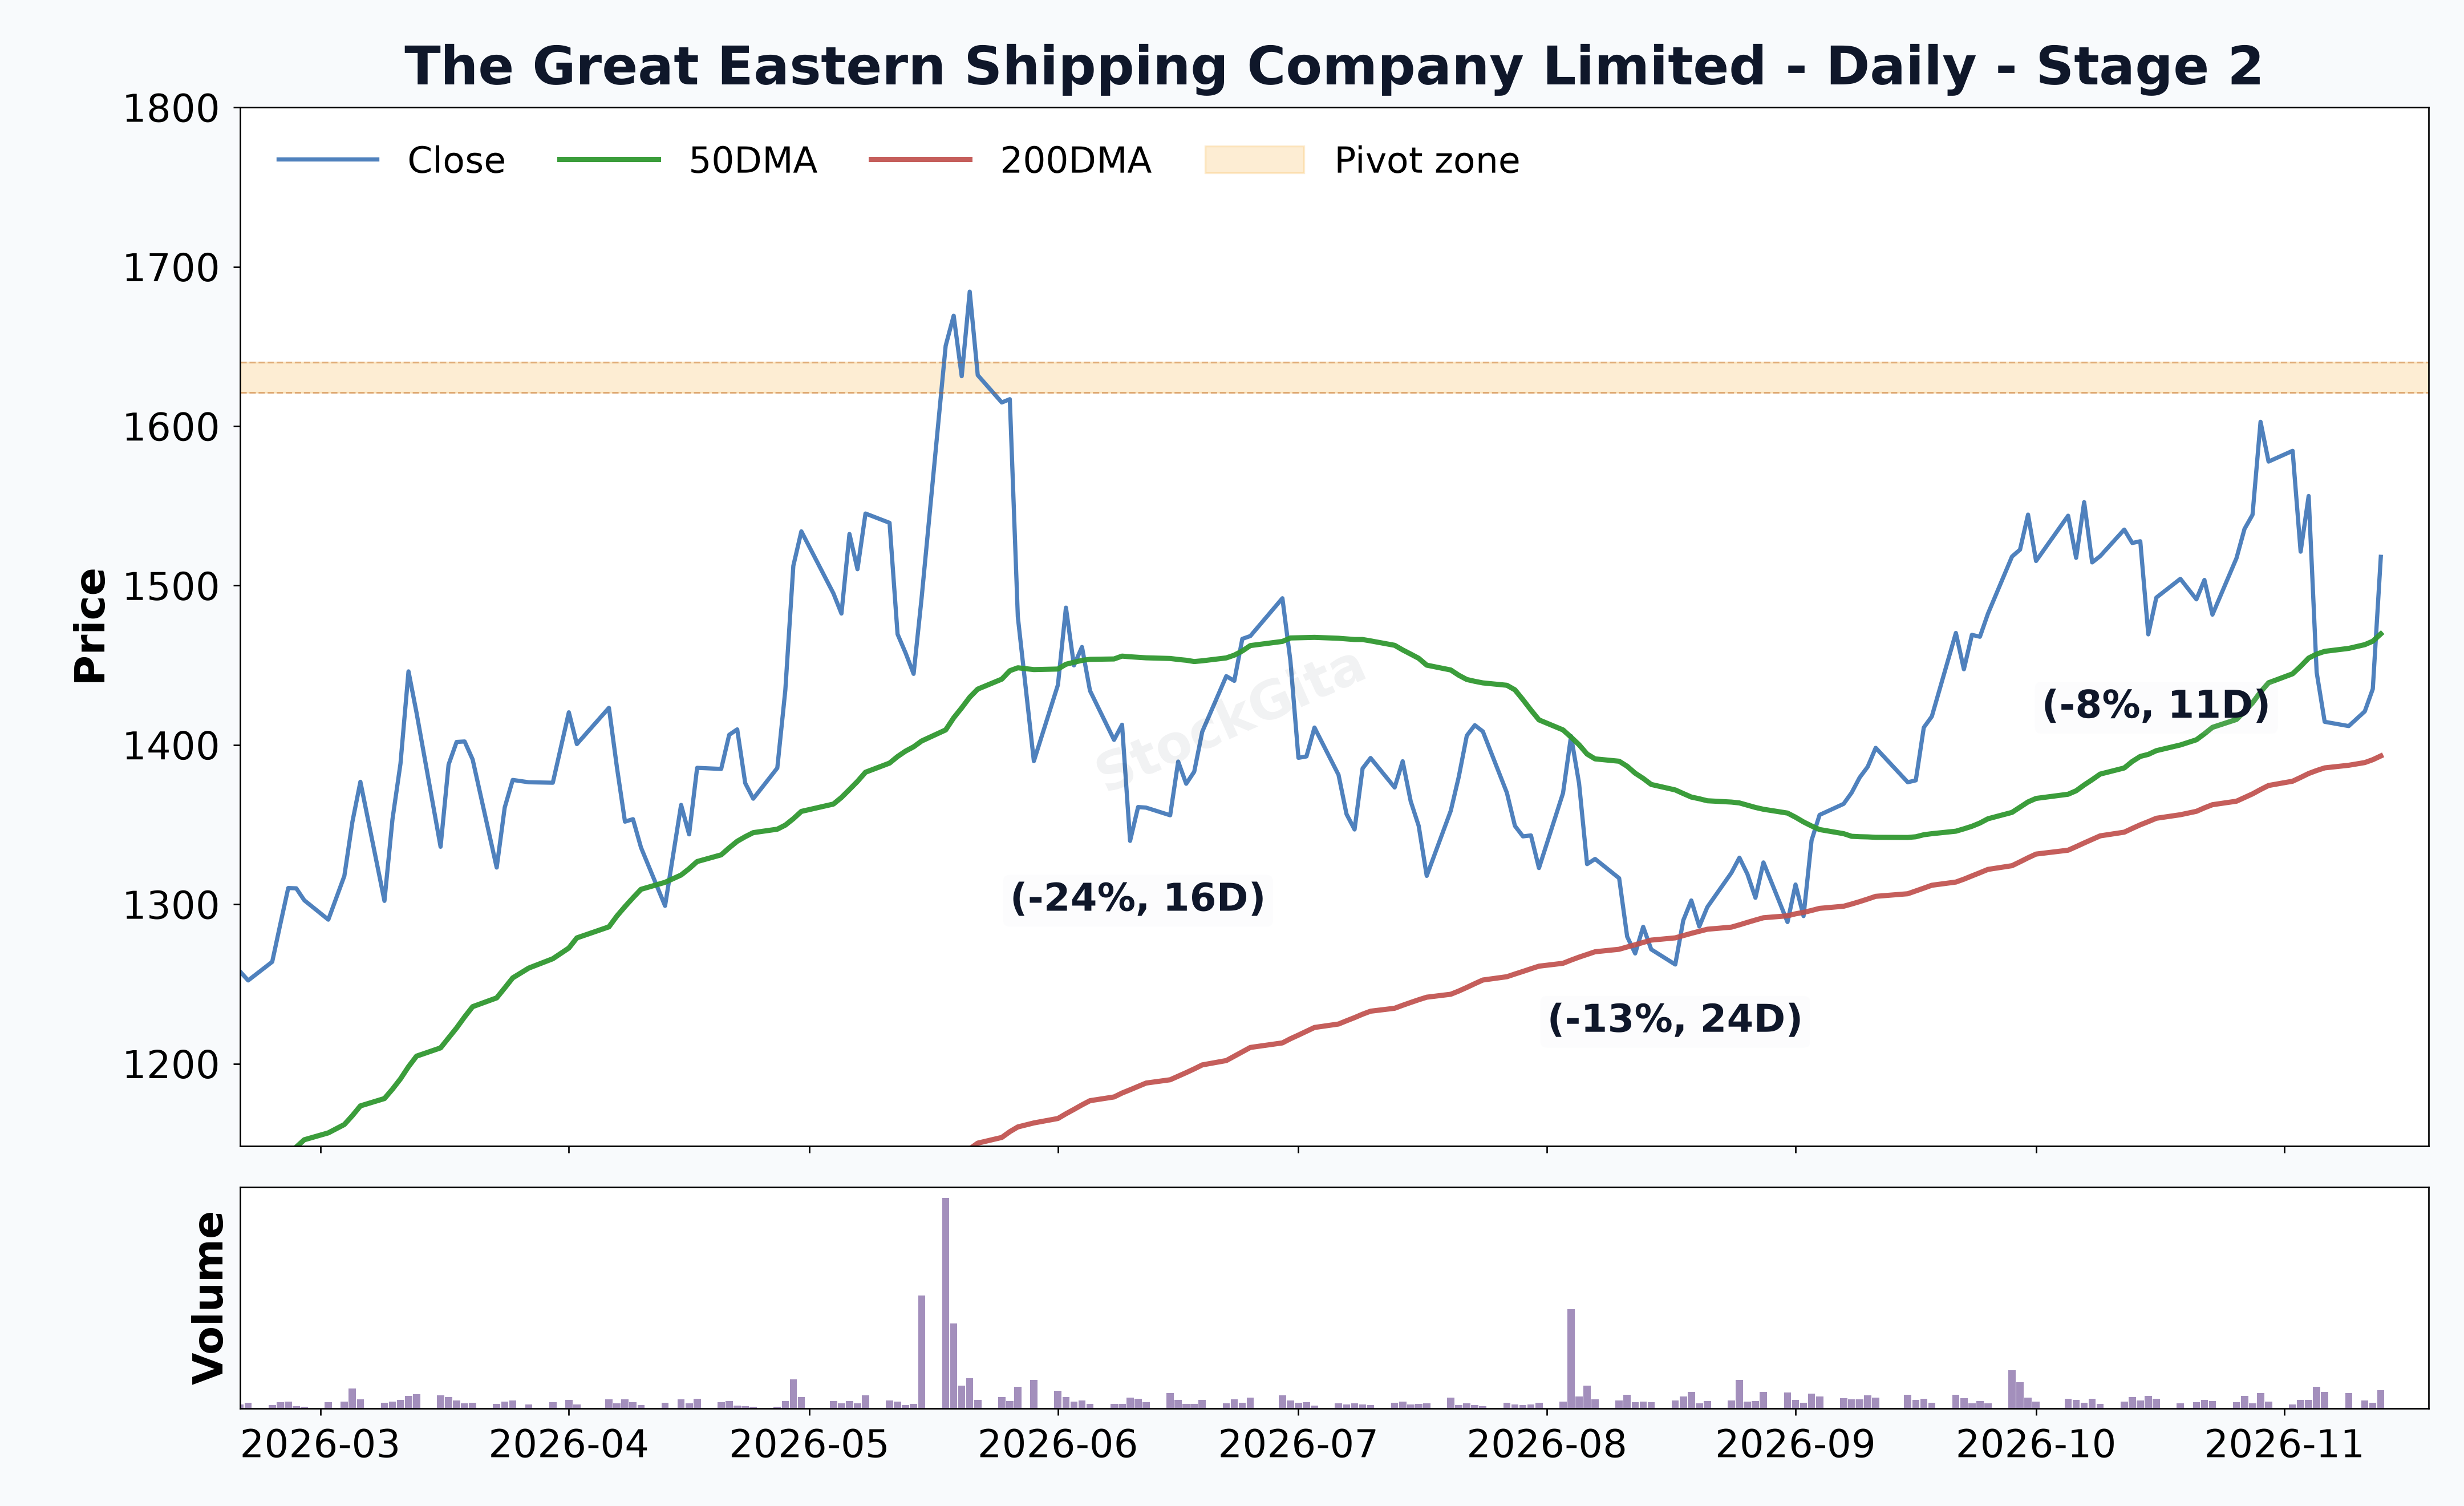 The Great Eastern Shipping Company Limited - Daily - Stage 2
Close 50DMA 200DMA Pivot zone
Price
1800
1700
1600
1500
1400
1300
1200
StockGita
(-24%, 16D)
(-13%, 24D)
(-8%, 11D)
Volume
2026-03 2026-04 2026-05 2026-06 2026-07 2026-08 2026-09 2026-10 2026-11